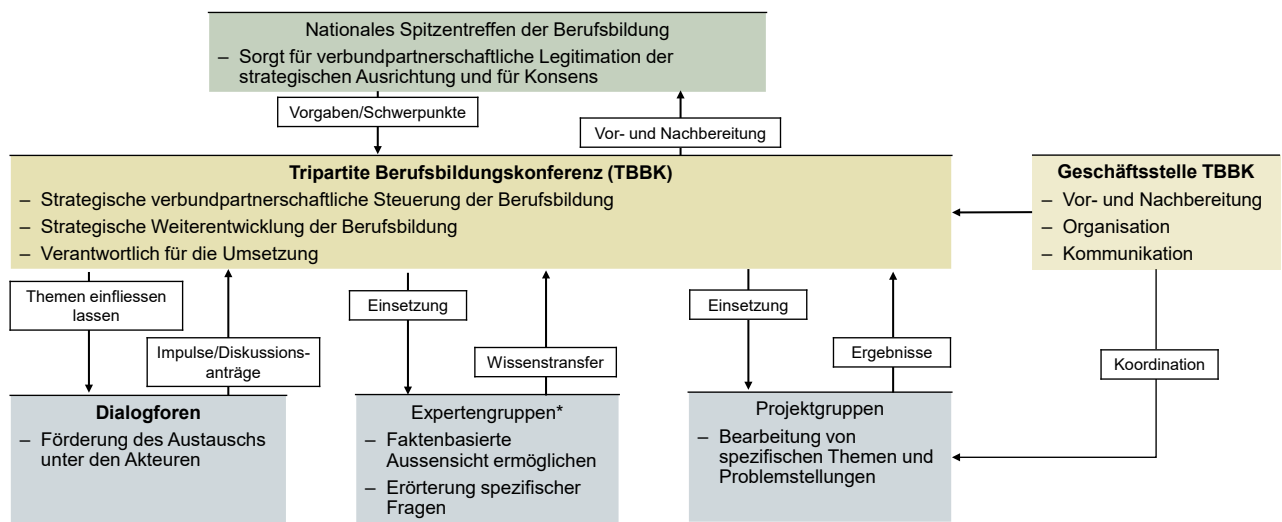 Nationales Spitzentreffen der Berufsbildung
– Sorgt für verbundpartnerschaftliche Legitimation der
strategischen Ausrichtung und für Konsens
Vorgaben/Schwerpunkte
Vor- und Nachbereitung
Tripartite Berufsbildungskonferenz (TBBK)
– Strategische verbundpartnerschaftliche Steuerung der Berufsbildung
– Strategische Weiterentwicklung der Berufsbildung
– Verantwortlich für die Umsetzung
Geschäftsstelle TBBK
– Vor- und Nachbereitung
– Organisation
– Kommunikation
Themen einfliessen
lassen
Impulse/Diskussions-
anträge
Einsetzung
Wissenstransfer
Einsetzung
Ergebnisse
Koordination
Dialogforen
– Förderung des Austauschs
unter den Akteuren
Expertengruppen*
– Faktenbasierte
Aussensicht ermöglichen
– Erörterung spezifischer
Fragen
Projektgruppen
– Bearbeitung von
spezifischen Themen und
Problemstellungen